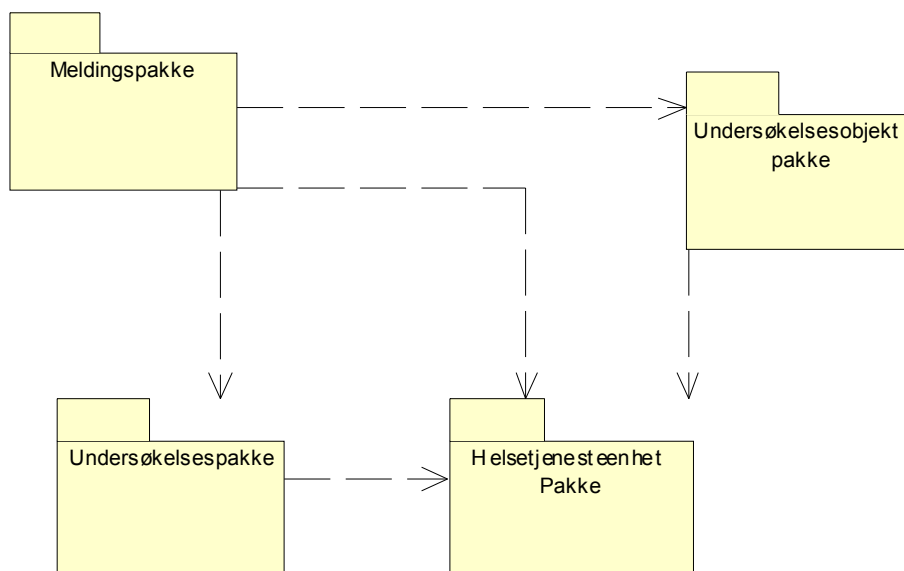 Meldingspakke
Undersøkelsesobjekt
pakke
Undersøkelsespakke
Helsetjenesteenhet
Pakke